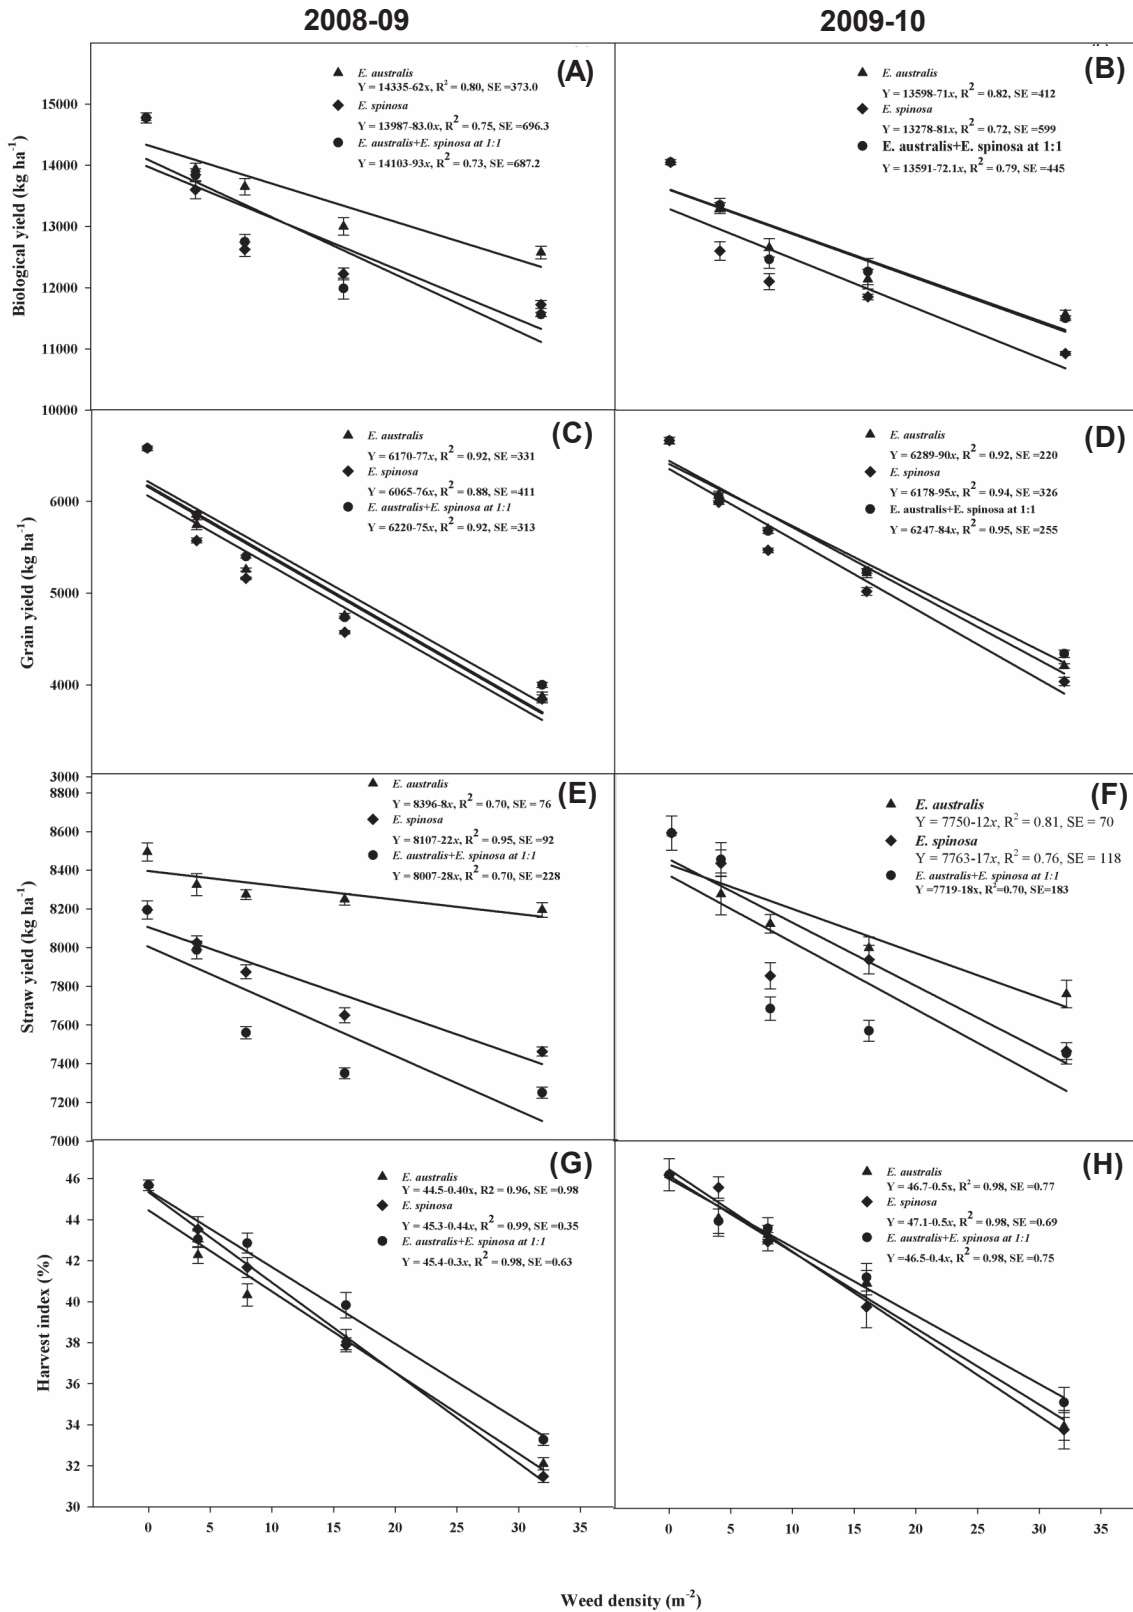 2008-09
2009-10
(A)
E. australis
Y = 14335-62x, R2 = 0.80, SE =373.0
E. spinosa
Y = 13987-83.0x, R2 = 0.75, SE =696.3
E. australis+E. spinosa at 1:1
Y = 14103-93x, R2 = 0.73, SE =687.2
15000
14000
13000
12000
11000
10000
Biological yield (kg ha-1)
(B)
E. australis
Y = 13598-71x, R2 = 0.82, SE =412
E. spinosa
Y = 13278-81x, R2 = 0.72, SE =599
E. australis+E. spinosa at 1:1
Y = 13591-72.1x, R2 = 0.79, SE =445
(C)
E. australis
Y = 6170-77x, R2 = 0.92, SE =331
E. spinosa
Y = 6065-76x, R2 = 0.88, SE =411
E. australis+E. spinosa at 1:1
Y = 6220-75x, R2 = 0.92, SE =313
6000
5000
4000
3000
Grain yield (kg ha-1)
(D)
E. australis
Y = 6289-90x, R2 = 0.92, SE =220
E. spinosa
Y = 6178-95x, R2 = 0.94, SE =326
E. australis+E. spinosa at 1:1
Y = 6247-84x, R2 = 0.95, SE =255
(E)
E. australis
Y = 8396-8x, R2 = 0.70, SE = 76
E. spinosa
Y = 8107-22x, R2 = 0.95, SE =92
E. australis+E. spinosa at 1:1
Y = 8007-28x, R2 = 0.70, SE =228
8800
8600
8400
8200
8000
7800
7600
7400
7200
7000
Straw yield (kg ha-1)
(F)
E. australis
Y = 7750-12x, R2 = 0.81, SE = 70
E. spinosa
Y = 7763-17x, R2 = 0.76, SE = 118
E. australis+E. spinosa at 1:1
Y =7719-18x, R2=0.70, SE=183
(G)
E. australis
Y = 44.5-0.40x, R2 = 0.96, SE =0.98
E. spinosa
Y = 45.3-0.44x, R2 = 0.99, SE =0.35
E. australis+E. spinosa at 1:1
Y = 45.4-0.3x, R2 = 0.98, SE =0.63
46
44
42
40
38
36
34
32
30
Harvest index (%)
(H)
E. australis
Y = 46.7-0.5x, R2 = 0.98, SE =0.77
E. spinosa
Y = 47.1-0.5x, R2 = 0.98, SE =0.69
E. australis+E. spinosa at 1:1
Y =46.5-0.4x, R2 = 0.98, SE =0.75
0 5 10 15 20 25 30 35
0 5 10 15 20 25 30 35
Weed density (m-2)